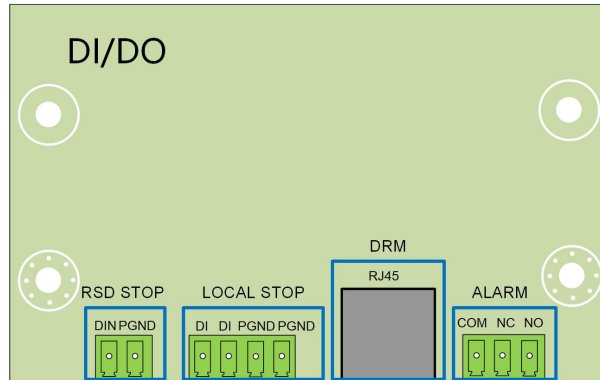 DI/DO
DRM
RJ45
RSD STOP
LOCAL STOP
ALARM
DIN PGND
DI DI PGND PGND
COM NC NO